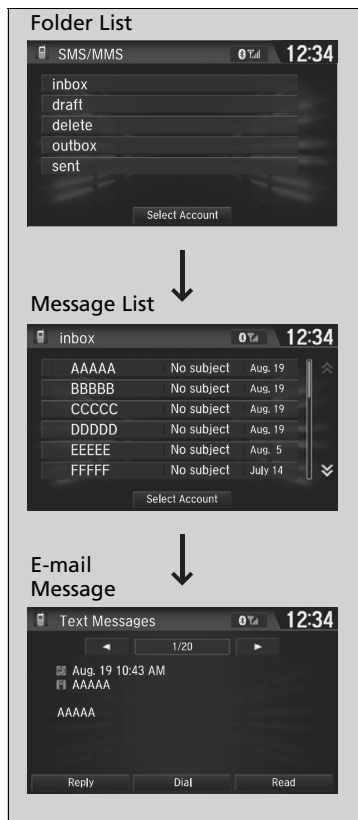 Folder List
SMS/MMS 12:34
inbox
draft
delete
outbox
sent
Select Account
Message List
inbox 12:34
AAAAA No subject Aug. 19
BBBBB No subject Aug. 19
CCCCC No subject Aug. 19
DDDDD No subject Aug. 19
EEEEE No subject Aug. 5
FFFFF No subject July 14
Select Account
E-mail
Message
Text Messages 12:34
1/20
Aug. 19 10:43 AM
AAAAA
AAAAA
Reply Dial Read